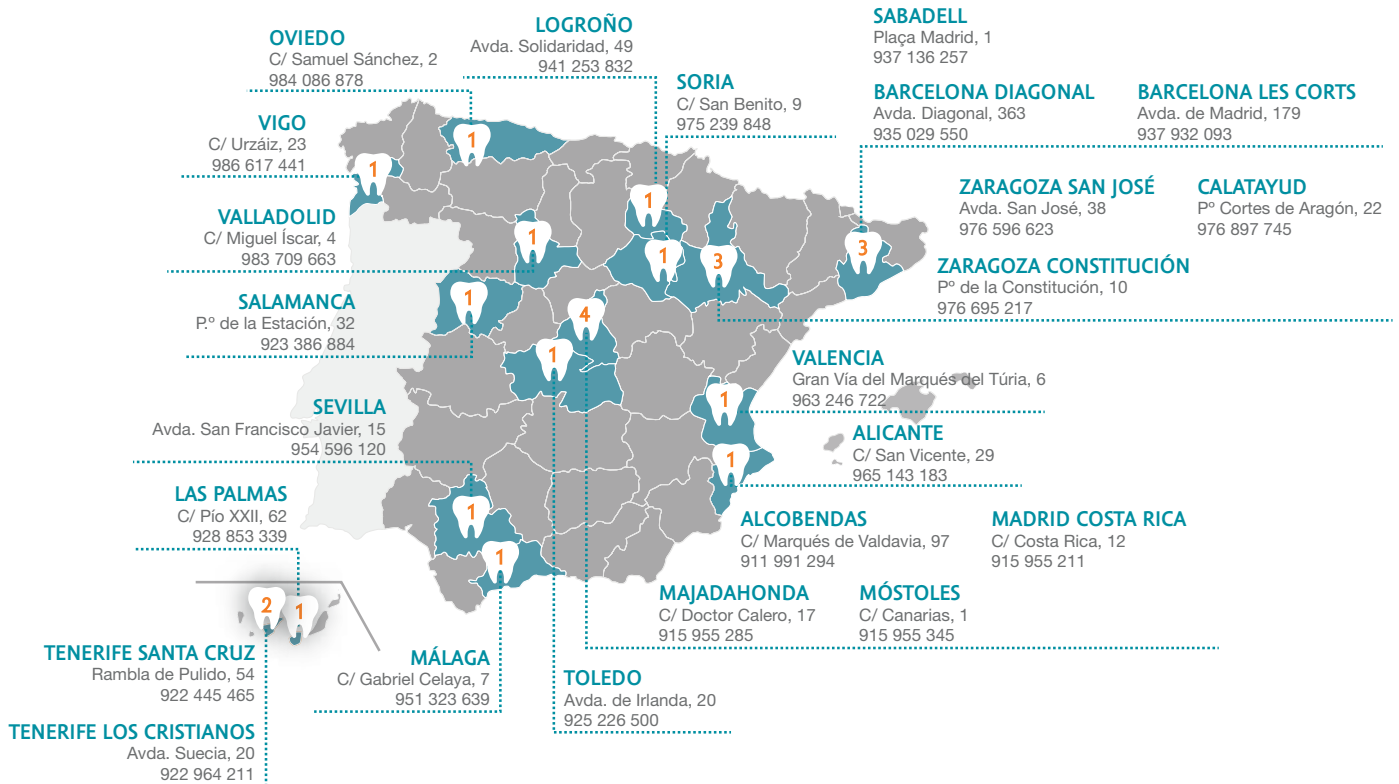 OVIEDO
C/ Samuel Sánchez, 2
984 086 878
LOGROÑO
Avda. Solidaridad, 49
941 253 832
SORIA
C/ San Benito, 9
975 239 848
SABADELL
Plaça Madrid, 1
937 136 257
BARCELONA DIAGONAL
Avda. Diagonal, 363
935 029 550
BARCELONA LES CORTS
Avda. de Madrid, 179
937 932 093
VIGO
C/ Urzáiz, 23
986 617 441
ZARAGOZA SAN JOSÉ
Avda. San José, 38
976 596 623
CALATAYUD
Pº Cortes de Aragón, 22
976 897 745
VALLADOLID
C/ Miguel Íscar, 4
983 709 663
ZARAGOZA CONSTITUCIÓN
Pº de la Constitución, 10
976 695 217
SALAMANCA
P.º de la Estación, 32
923 386 884
VALENCIA
Gran Vía del Marqués del Túria, 6
963 246 722
SEVILLA
Avda. San Francisco Javier, 15
954 596 120
ALICANTE
C/ San Vicente, 29
965 143 183
LAS PALMAS
C/ Pío XXII, 62
928 853 339
ALCOBENDAS
C/ Marqués de Valdavia, 97
911 991 294
MADRID COSTA RICA
C/ Costa Rica, 12
915 955 211
MAJADAHONDA
C/ Doctor Calero, 17
915 955 285
MÓSTOLES
C/ Canarias, 1
915 955 345
TENERIFE SANTA CRUZ
Rambla de Pulido, 54
922 445 465
MÁLAGA
C/ Gabriel Celaya, 7
951 323 639
TOLEDO
Avda. de Irlanda, 20
925 226 500
TENERIFE LOS CRISTIANOS
Avda. Suecia, 20
922 964 211
1
1
1
1
1
3
3
1
4
1
1
1
1
1
2
1